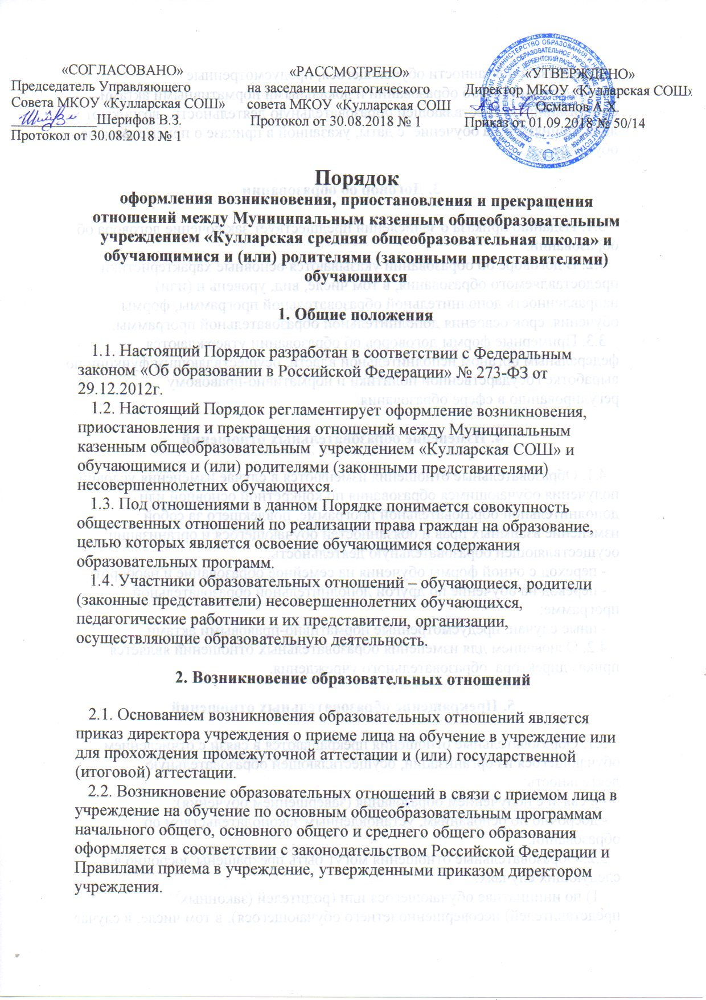 «СОГЛАСОВАНО»
Председатель Управляющего
Совета МКОУ «Кулларская СОШ»
____________Шерифов В.З.
Протокол от 30.08.2018 № 1
«РАССМОТРЕНО»
на заседании педагогического
совета МКОУ «Кулларская СОШ
Протокол от 30.08.2018 № 1
«УТВЕРЖДЕНО»
Директор МКОУ «Кулларская СОШ»
Османов А.Х.
Приказ от 01.09.2018 № 50/14
Порядок
оформления возникновения, приостановления и прекращения
отношений между Муниципальным казенным общеобразовательным
учреждением «Кулларская средняя общеобразовательная школа» и
обучающимися и (или) родителями (законными представителями)
обучающихся
1. Общие положения
1.1. Настоящий Порядок разработан в соответствии с Федеральным
законом «Об образовании в Российской Федерации» № 273-ФЗ от
29.12.2012г.
1.2. Настоящий Порядок регламентирует оформление возникновения,
приостановления и прекращения отношений между Муниципальным
казенным общеобразовательным учреждением «Кулларская СОШ» и
обучающимися и (или) родителями (законными представителями)
несовершеннолетних обучающихся.
1.3. Под отношениями в данном Порядке понимается совокупность
общественных отношений по реализации права граждан на образование,
целью которых является освоение обучающимися содержания
образовательных программ.
1.4. Участники образовательных отношений – обучающиеся, родители
(законные представители) несовершеннолетних обучающихся,
педагогические работники и их представители, организации,
осуществляющие образовательную деятельность.
2. Возникновение образовательных отношений
2.1. Основанием возникновения образовательных отношений является
приказ директора учреждения о приеме лица на обучение в учреждение или
для прохождения промежуточной аттестации и (или) государственной
(итоговой) аттестации.
2.2. Возникновение образовательных отношений в связи с приемом лица в
учреждение на обучение по основным общеобразовательным программам
начального общего, основного общего и среднего общего образования
оформляется в соответствии с законодательством Российской Федерации и
Правилами приема в учреждение, утвержденными приказом директором
учреждения.